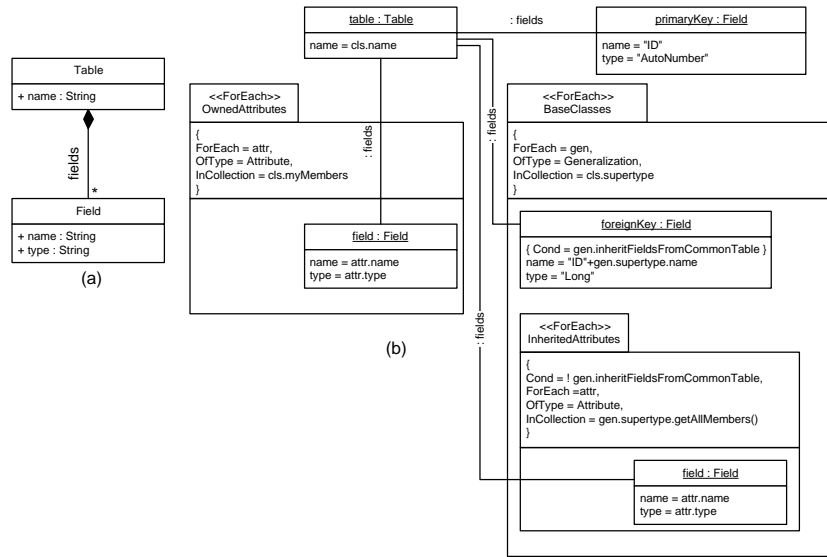 Table
+ name : String
fields
*
Field
+ name : String
+ type : String
(a)
table : Table
name = cls.name
: fields
primaryKey : Field
name = "ID"
type = "AutoNumber"
<<ForEach>>
OwnedAttributes
{
ForEach = attr,
OfType = Attribute,
InCollection = cls.myMembers
}
: fields
field : Field
name = attr.name
type = attr.type
(b)
: fields
: fields
<<ForEach>>
BaseClasses
{
ForEach = gen,
OfType = Generalization,
InCollection = cls.supertype
}
foreignKey : Field
{ Cond = gen.inheritFieldsFromCommonTable }
name = "ID"+gen.supertype.name
type = "Long"
<<ForEach>>
InheritedAttributes
{
Cond = ! gen.inheritFieldsFromCommonTable,
ForEach =attr,
OfType = Attribute,
InCollection = gen.supertype.getAllMembers()
}
field : Field
name = attr.name
type = attr.type